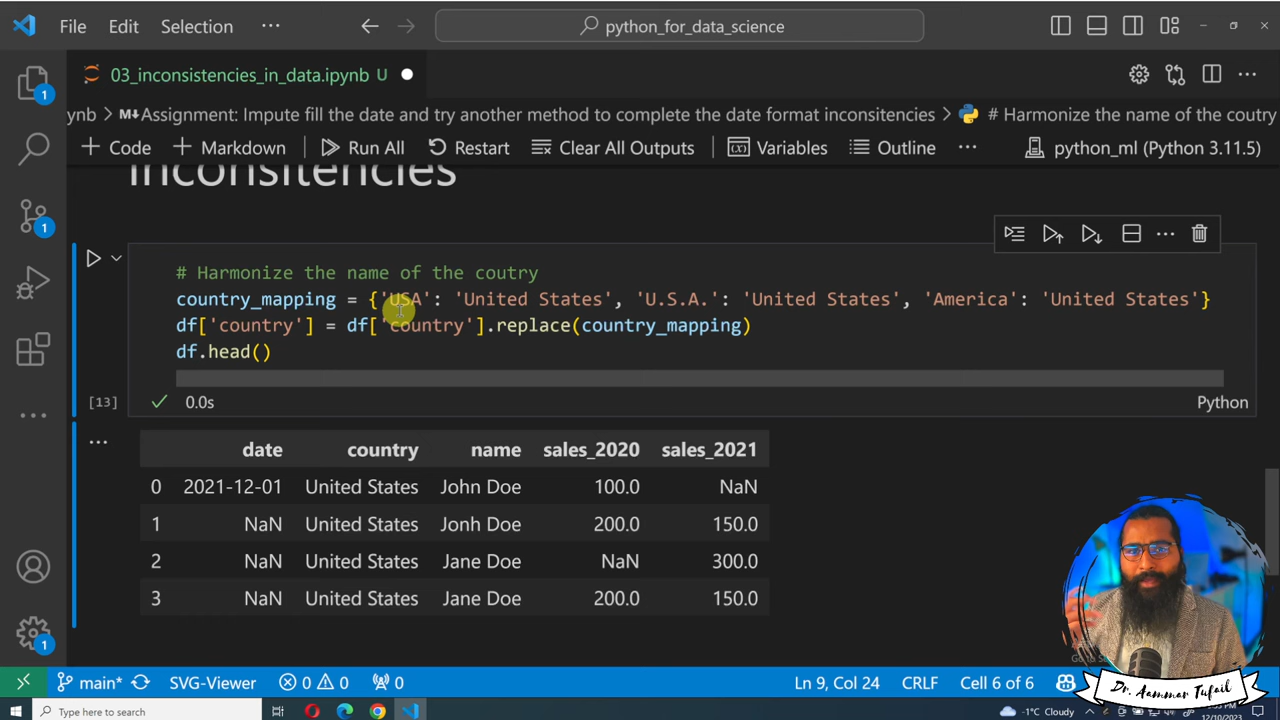 File Edit Selection ··· python_for_data_science
03_inconsistencies_in_data.ipynb U
ynb > M↓Assignment: Impute fill the date and try another method to complete the date format inconsitencies > # Harmonize the name of the coutry
+ Code + Markdown Run All Restart Clear All Outputs Variables Outline ··· python_ml (Python 3.11.5)
inconsitencies
# Harmonize the name of the coutry
country_mapping = {'USA': 'United States', 'U.S.A.': 'United States', 'America': 'United States'}
df['country'] = df['country'].replace(country_mapping)
df.head()
[13] 0.0s Python
date country name sales_2020 sales_2021
0 2021-12-01 United States John Doe 100.0 NaN
1 NaN United States Jonh Doe 200.0 150.0
2 NaN United States Jane Doe NaN 300.0
3 NaN United States Jane Doe 200.0 150.0
1
1
1
Dr. Aammar Tufail
main* SVG-Viewer 0 0 0 Ln 9, Col 24 CRLF Cell 6 of 6
Type here to search -1°C Cloudy 12/10/2023